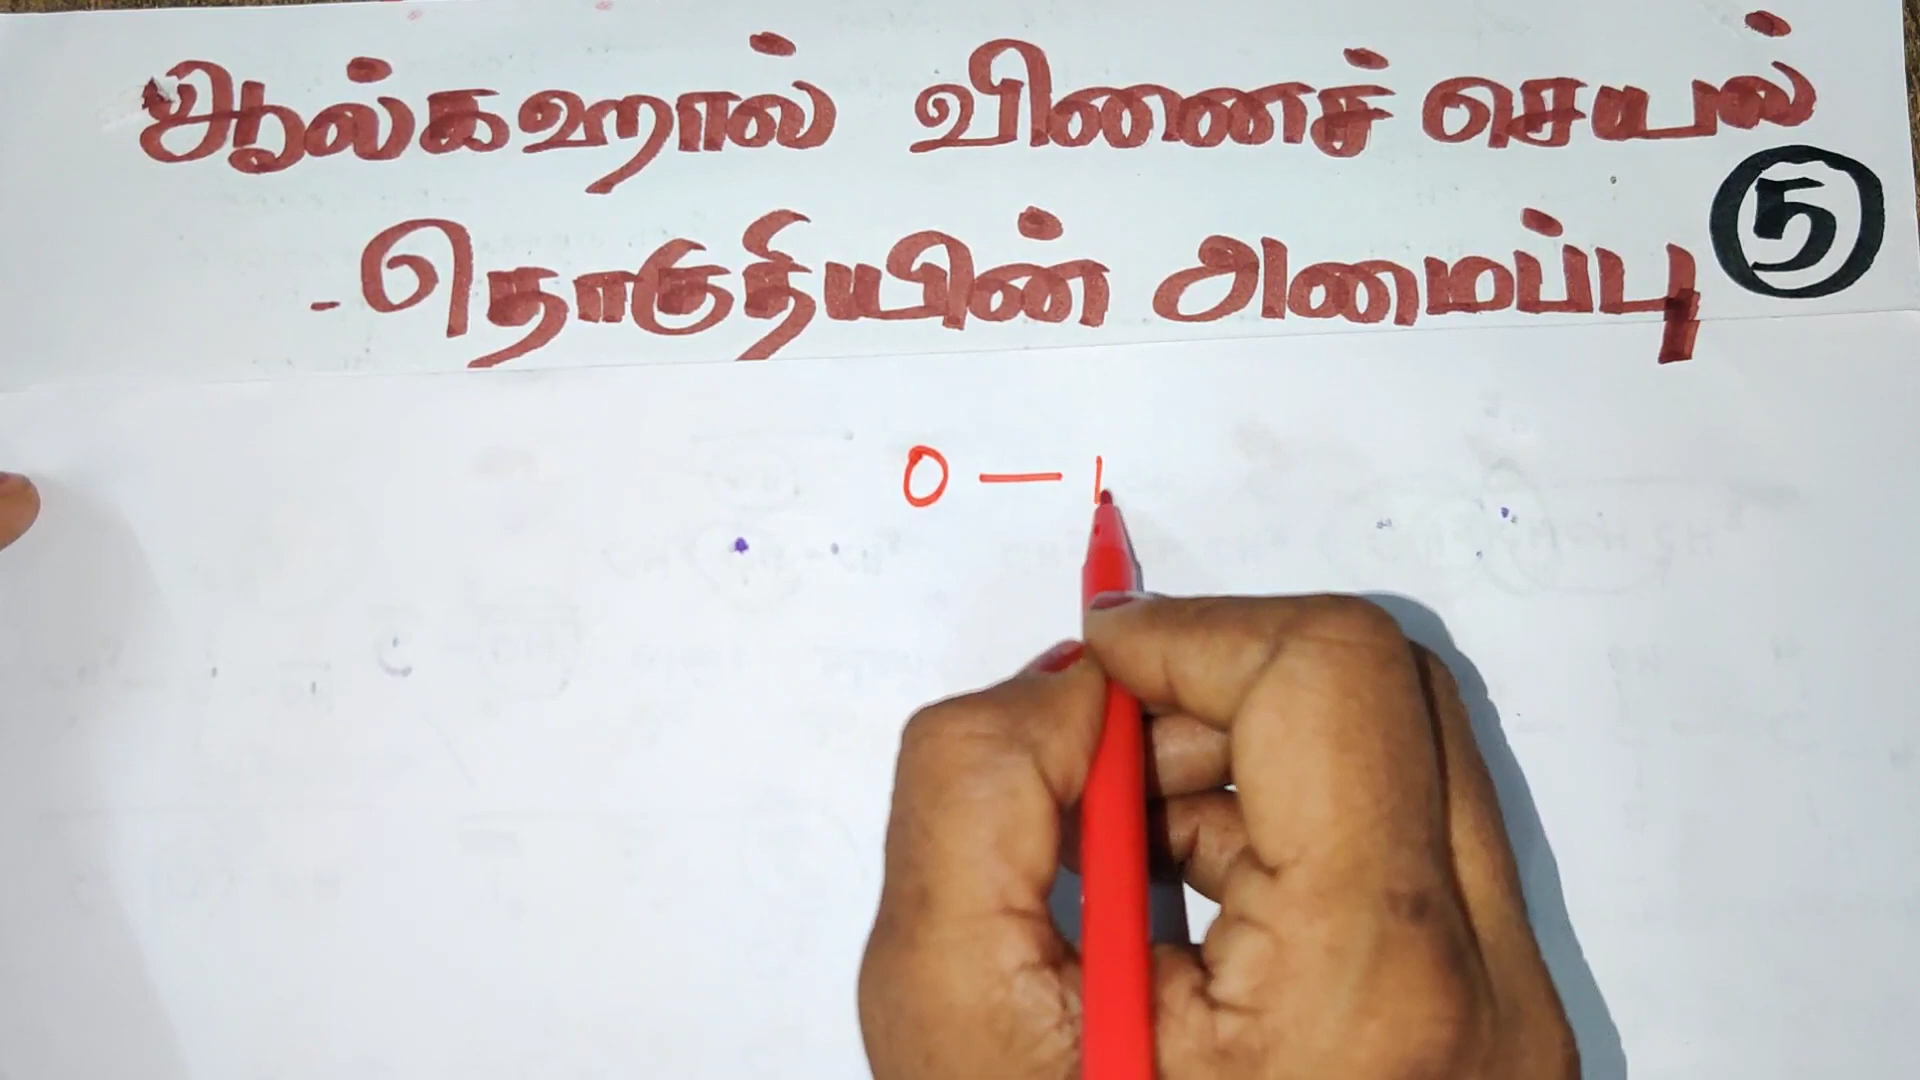 ஆல்கஹால் வினைச் செயல்
- தொகுதியின் அமைப்பு 5
O — I